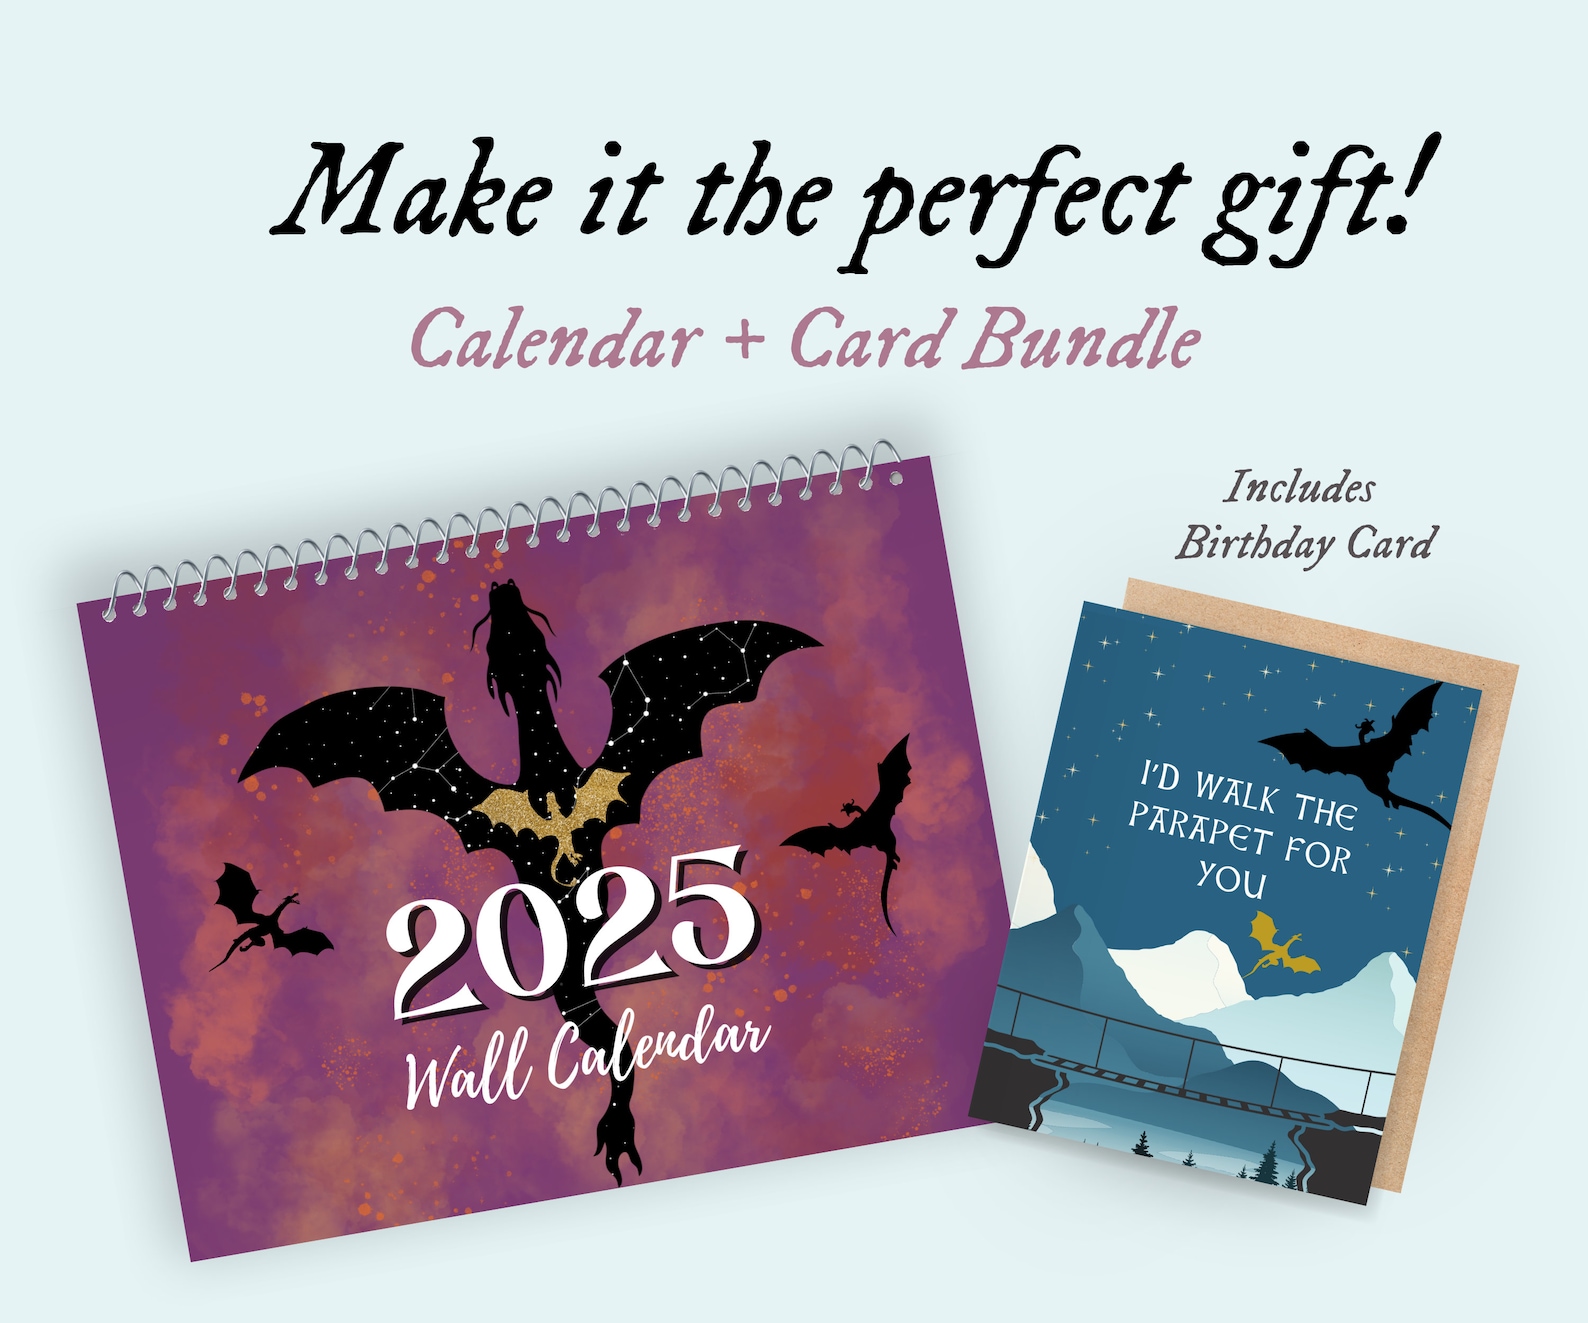 Make it the perfect gift!
Calendar + Card Bundle
Includes
Birthday Card
2025
Wall Calendar
I'D WALK THE
PARAPET FOR
YOU